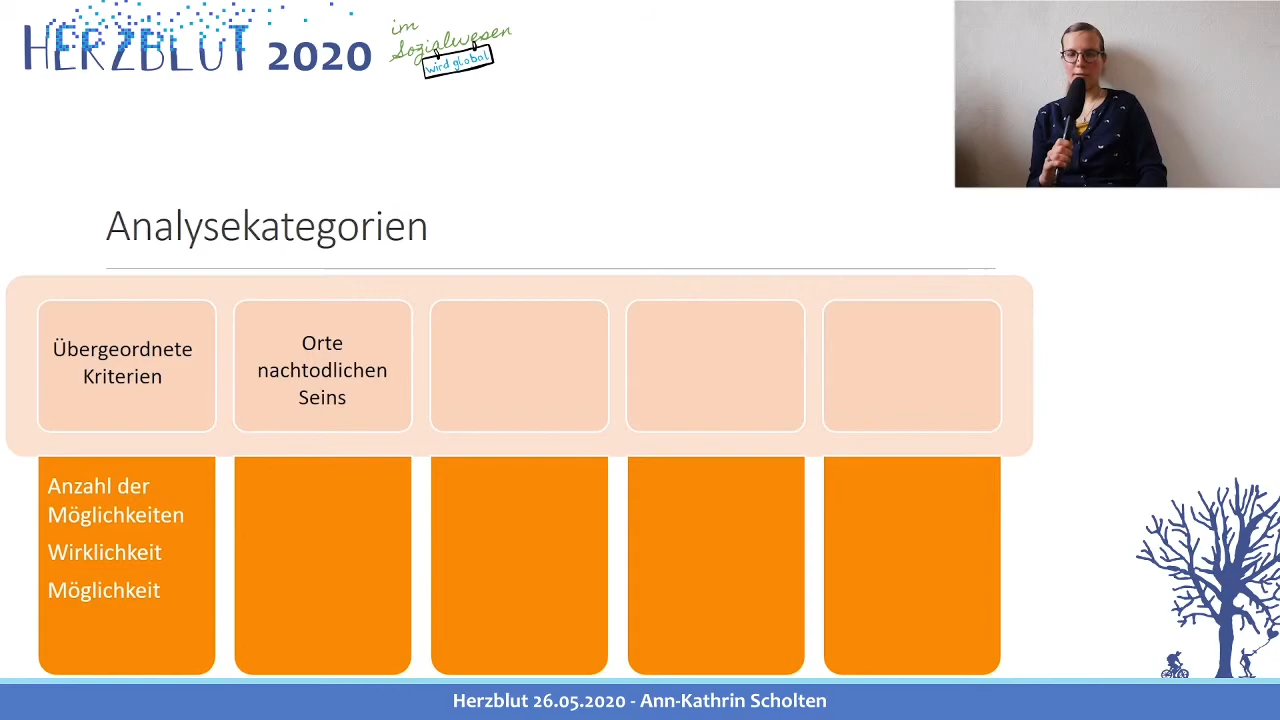 HERZBLUT 2020
im
Sozialwesen
wird global
Analysekategorien
Übergeordnete
Kriterien
Orte
nachtodlichen
Seins
Anzahl der
Möglichkeiten
Wirklichkeit
Möglichkeit
Herzblut 26.05.2020 - Ann-Kathrin Scholten